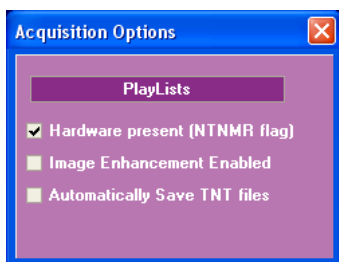 Acquisition Options
PlayLists
Hardware present (NTNMR flag)
Image Enhancement Enabled
Automatically Save TNT files